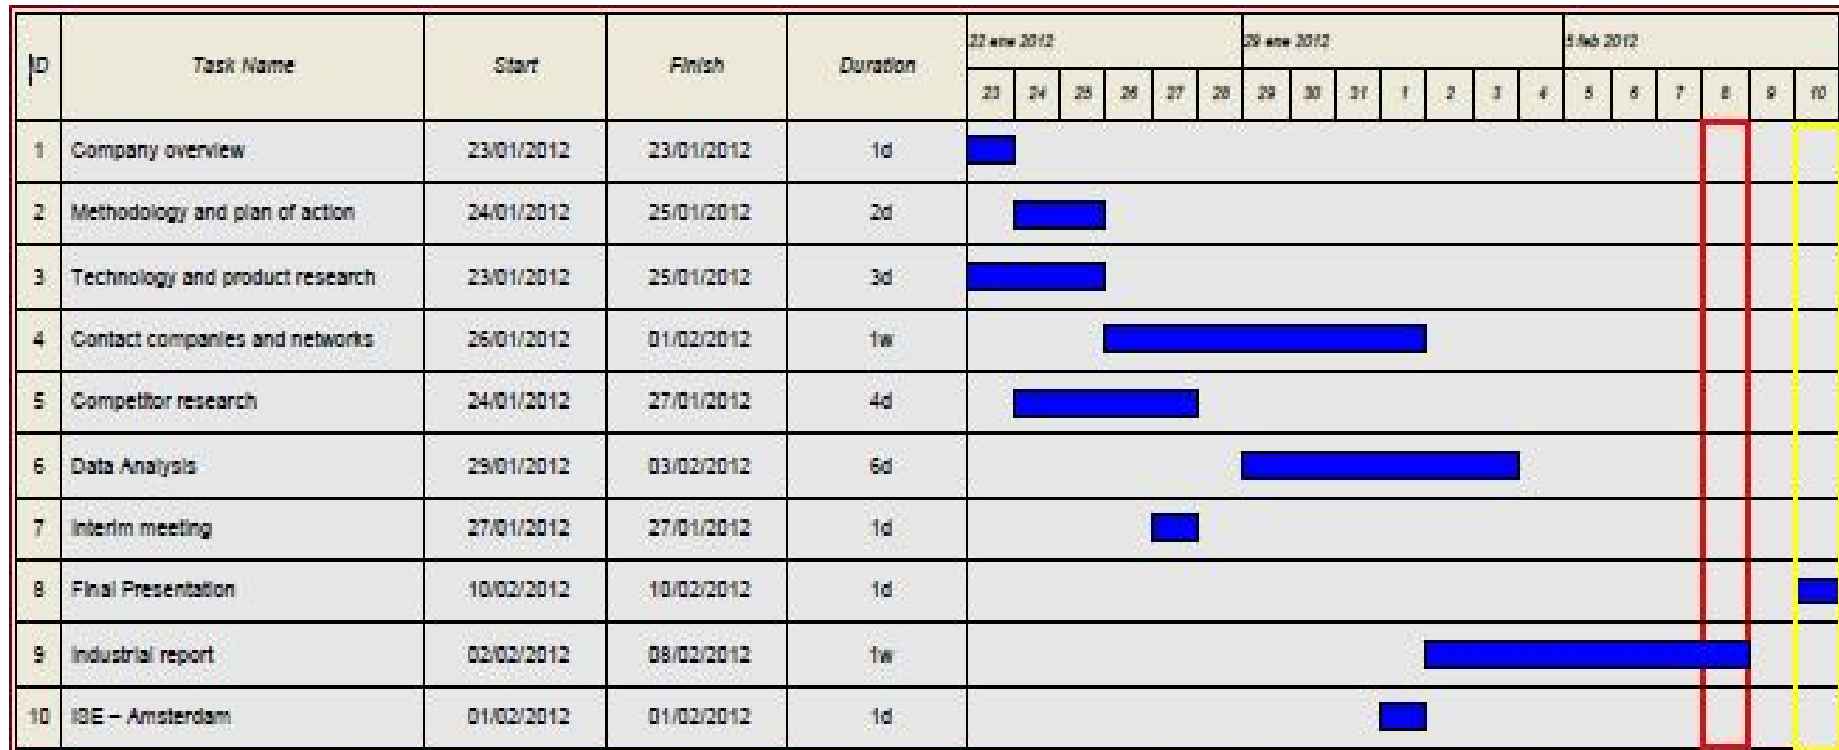 ID Task Name Start Finish Duration 22 ene 2012 29 ene 2012 5 feb 2012
23 24 25 26 27 28 29 30 31 1 2 3 4 5 6 7 8 9 10
1 Company overview 23/01/2012 23/01/2012 1d
2 Methodology and plan of action 24/01/2012 25/01/2012 2d
3 Technology and product research 23/01/2012 25/01/2012 3d
4 Contact companies and networks 26/01/2012 01/02/2012 1w
5 Competitor research 24/01/2012 27/01/2012 4d
6 Data Analysis 29/01/2012 03/02/2012 6d
7 Interim meeting 27/01/2012 27/01/2012 1d
8 Final Presentation 10/02/2012 10/02/2012 1d
9 Industrial report 02/02/2012 08/02/2012 1w
10 ISE – Amsterdam 01/02/2012 01/02/2012 1d